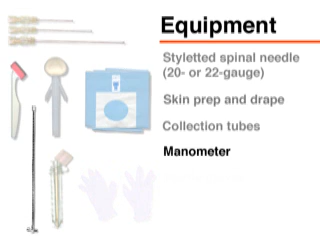 Equipment
Styletted spinal needle
(20- or 22-gauge)
Skin prep and drape
Collection tubes
Manometer